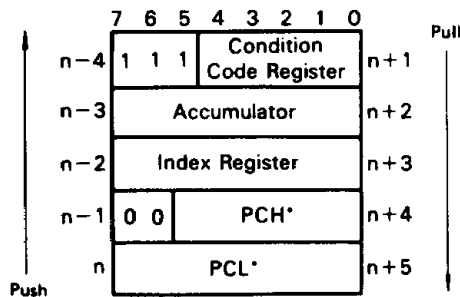 7 6 5 4 3 2 1 0
Pull
n-4 1 1 1 Condition Code Register n+1
n-3 Accumulator n+2
n-2 Index Register n+3
n-1 0 0 PCH* n+4
n PCL* n+5
Push